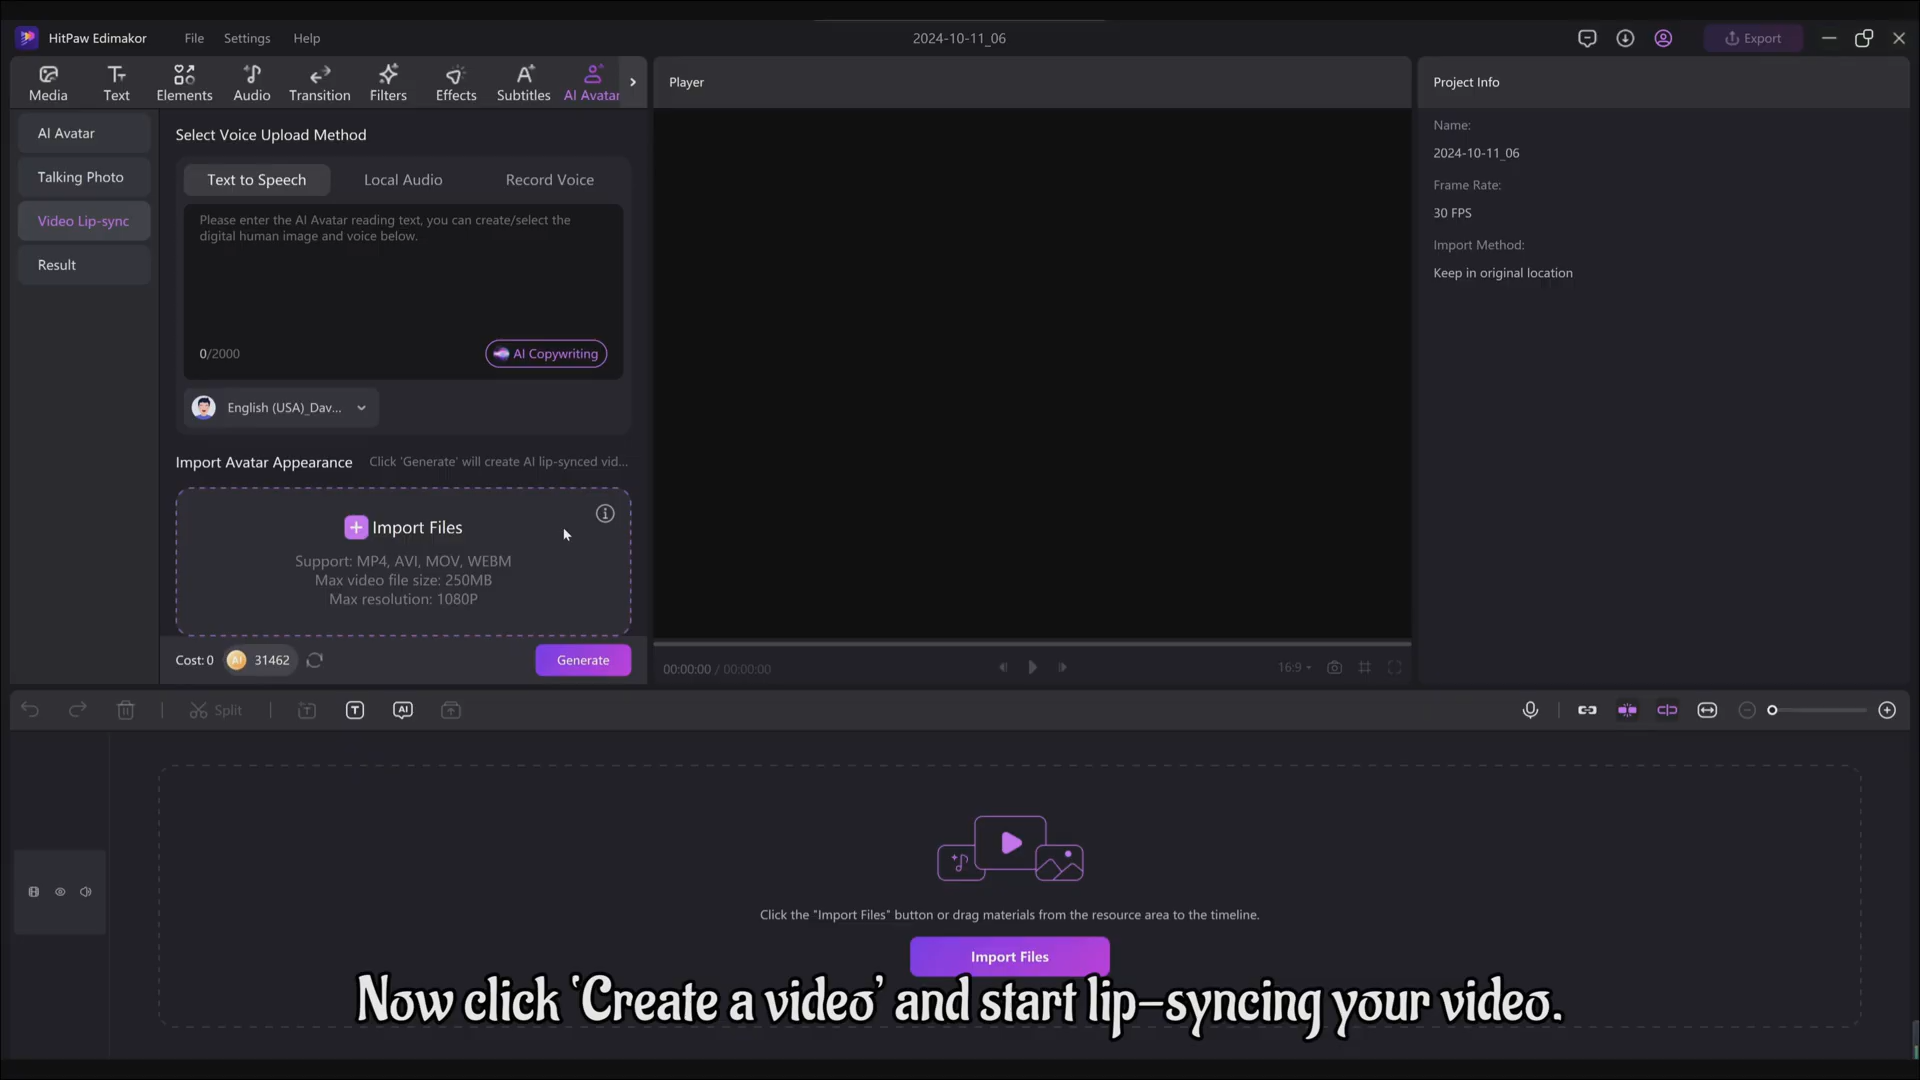 HitPaw Edimakor
File
Settings
Help
2024-10-11_06
Export
Media
Text
Elements
Audio
Transition
Filters
Effects
Subtitles
AI Avatar
Player
Project Info
AI Avatar
Talking Photo
Video Lip-sync
Result
Select Voice Upload Method
Text to Speech
Local Audio
Record Voice
Please enter the AI Avatar reading text, you can create/select the
digital human image and voice below.
0/2000
AI Copywriting
English (USA)_Dav...
Import Avatar Appearance
Click 'Generate' will create AI lip-synced vid...
Import Files
Support: MP4, AVI, MOV, WEBM
Max video file size: 250MB
Max resolution: 1080P
Cost: 0
AI
31462
Generate
Name:
2024-10-11_06
Frame Rate:
30 FPS
Import Method:
Keep in original location
00:00:00 / 00:00:00
16:9
Split
T
AI
Click the "Import Files" button or drag materials from the resource area to the timeline.
Import Files
Now click 'Create a video' and start lip-syncing your video.